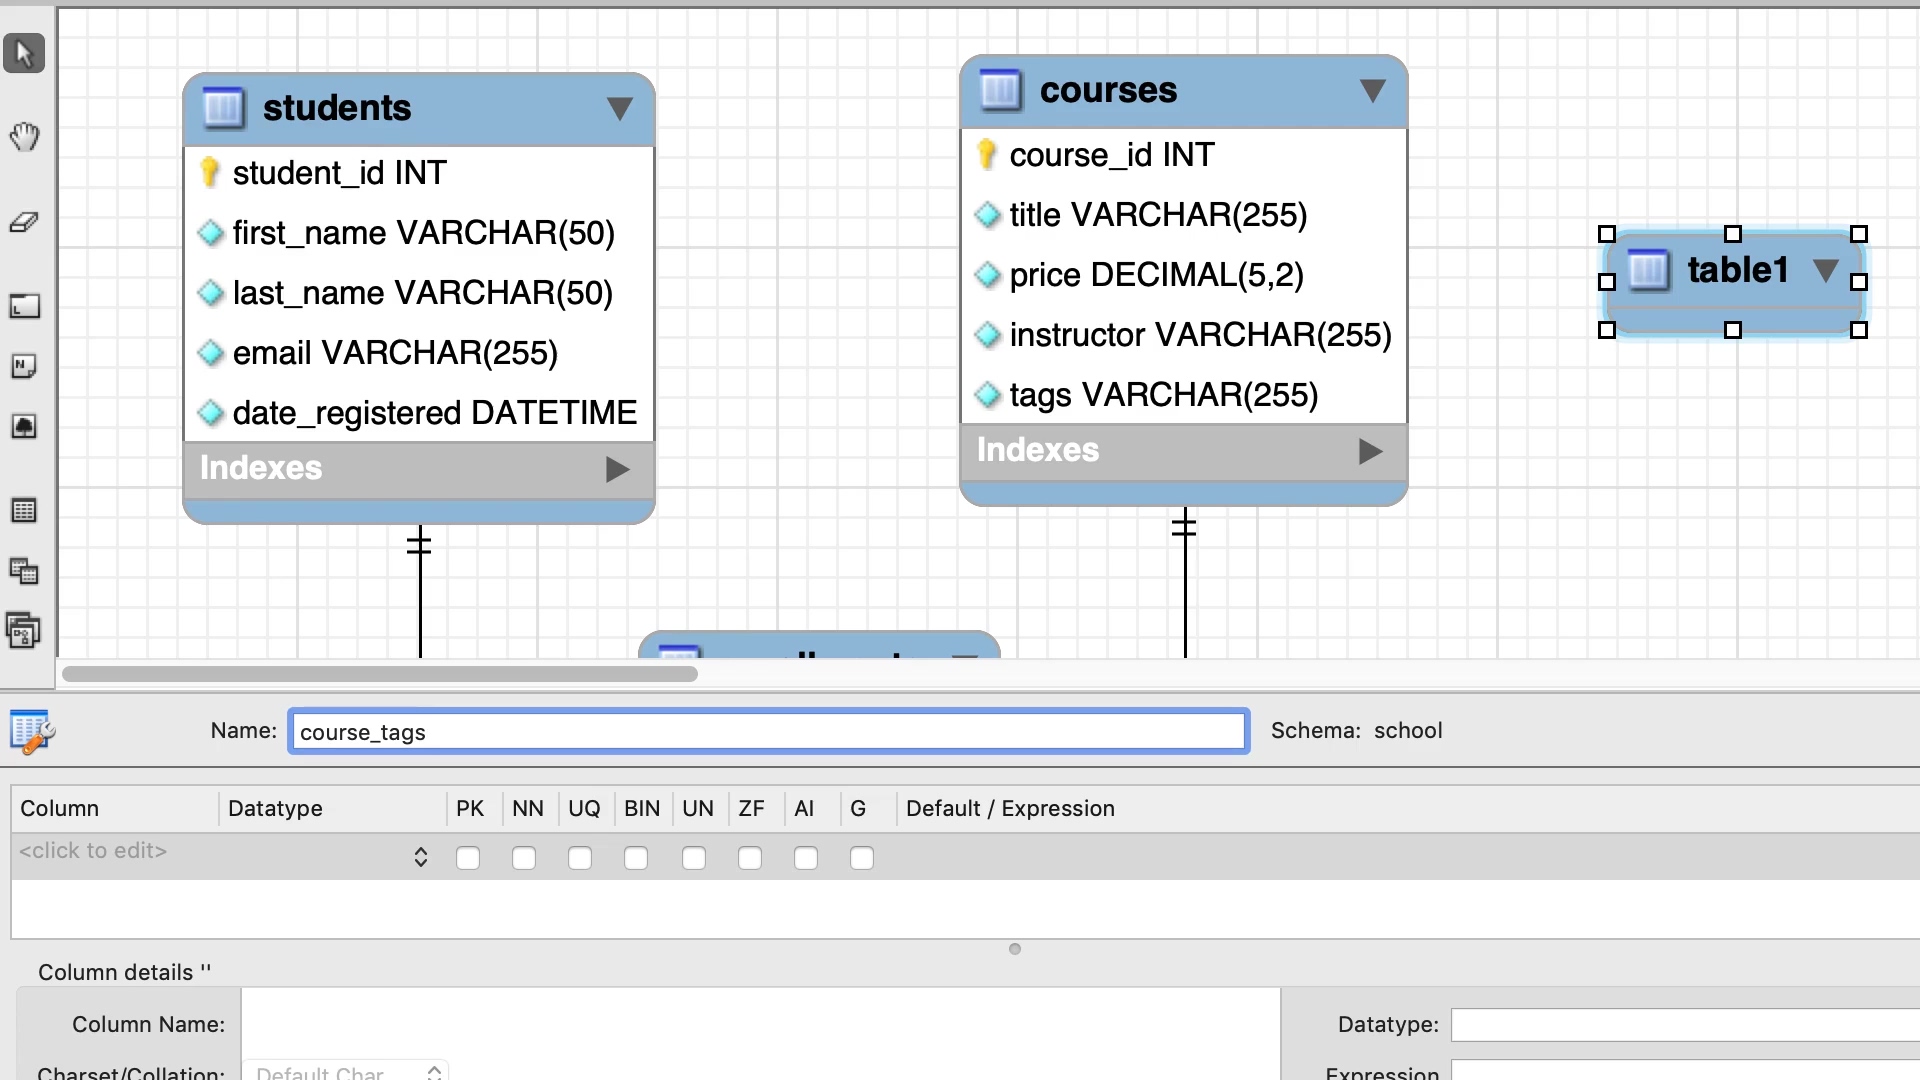 students
student_id INT
first_name VARCHAR(50)
last_name VARCHAR(50)
email VARCHAR(255)
date_registered DATETIME
Indexes
courses
course_id INT
title VARCHAR(255)
price DECIMAL(5,2)
instructor VARCHAR(255)
tags VARCHAR(255)
Indexes
table1
Name: course_tags Schema: school
Column Datatype PK NN UQ BIN UN ZF AI G Default / Expression
<click to edit>
Column details ''
Column Name: Datatype:
Charset/Collation: Default Char Expression